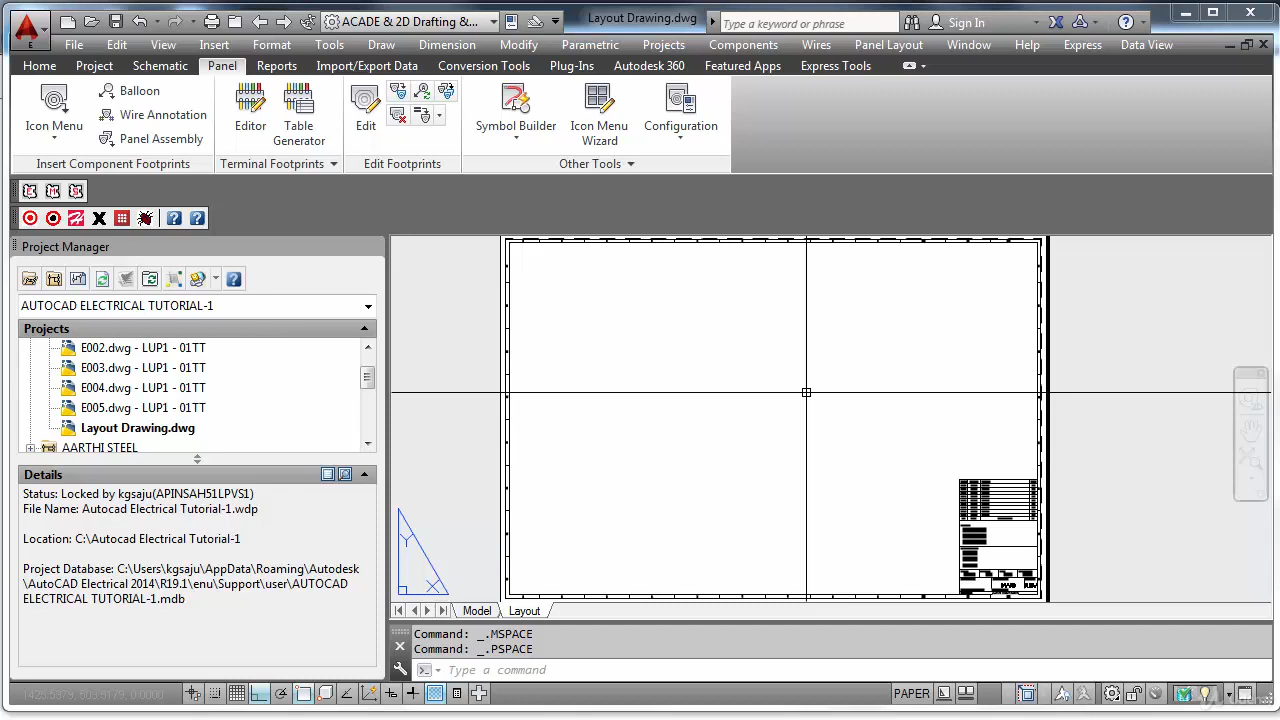 ACADE & 2D Drafting &...
Layout Drawing.dwg
Type a keyword or phrase
Sign In
File Edit View Insert Format Tools Draw Dimension Modify Parametric Projects Components Wires Panel Layout Window Help Express Data View
E
Home Project Schematic Panel Reports Import/Export Data Conversion Tools Plug-Ins Autodesk 360 Featured Apps Express Tools
Icon Menu
Balloon
Wire Annotation
Panel Assembly
Insert Component Footprints
Editor
Table Generator
Terminal Footprints
Edit
Edit Footprints
Symbol Builder
Icon Menu Wizard
Configuration
Other Tools
Project Manager
AUTOCAD ELECTRICAL TUTORIAL-1
Projects
E002.dwg - LUP1 - 01TT
E003.dwg - LUP1 - 01TT
E004.dwg - LUP1 - 01TT
E005.dwg - LUP1 - 01TT
Layout Drawing.dwg
AARTHI STEEL
Details
Status: Locked by kgsaju(APINSAH51LPVS1)
File Name: Autocad Electrical Tutorial-1.wdp
Location: C:\Autocad Electrical Tutorial-1
Project Database: C:\Users\kgsaju\AppData\Roaming\Autodesk
\AutoCAD Electrical 2014\R19.1\enu\Support\user\AUTOCAD
ELECTRICAL TUTORIAL-1.mdb
Y
X
Model Layout
Command: _.MSPACE
Command: _.PSPACE
Type a command
1425.5379, 503.9179, 0.0000
PAPER